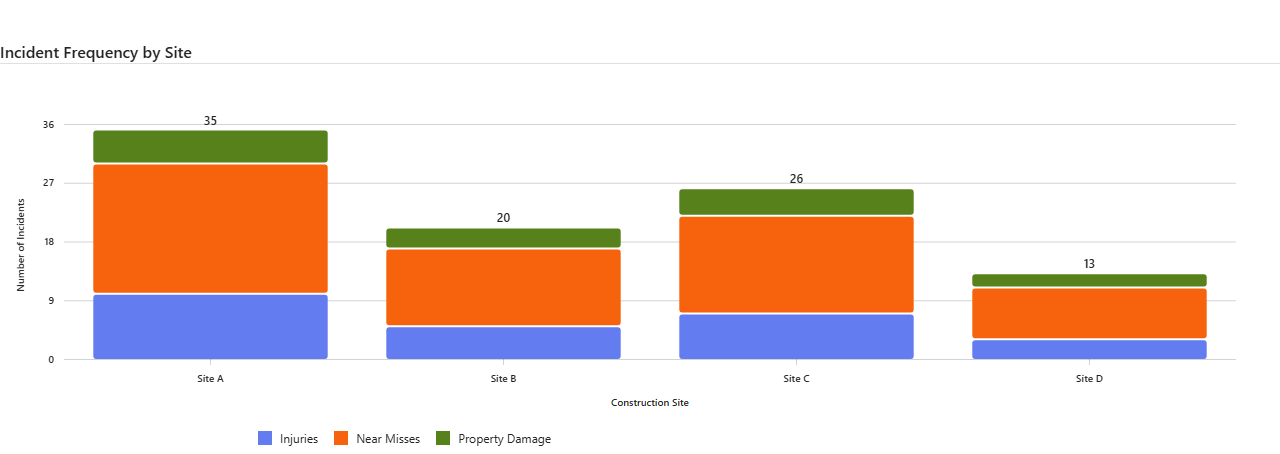 Incident Frequency by Site
35
36
26
27
20
18
13
9
0
Number of Incidents
Site A Site B Site C Site D
Construction Site
Injuries Near Misses Property Damage